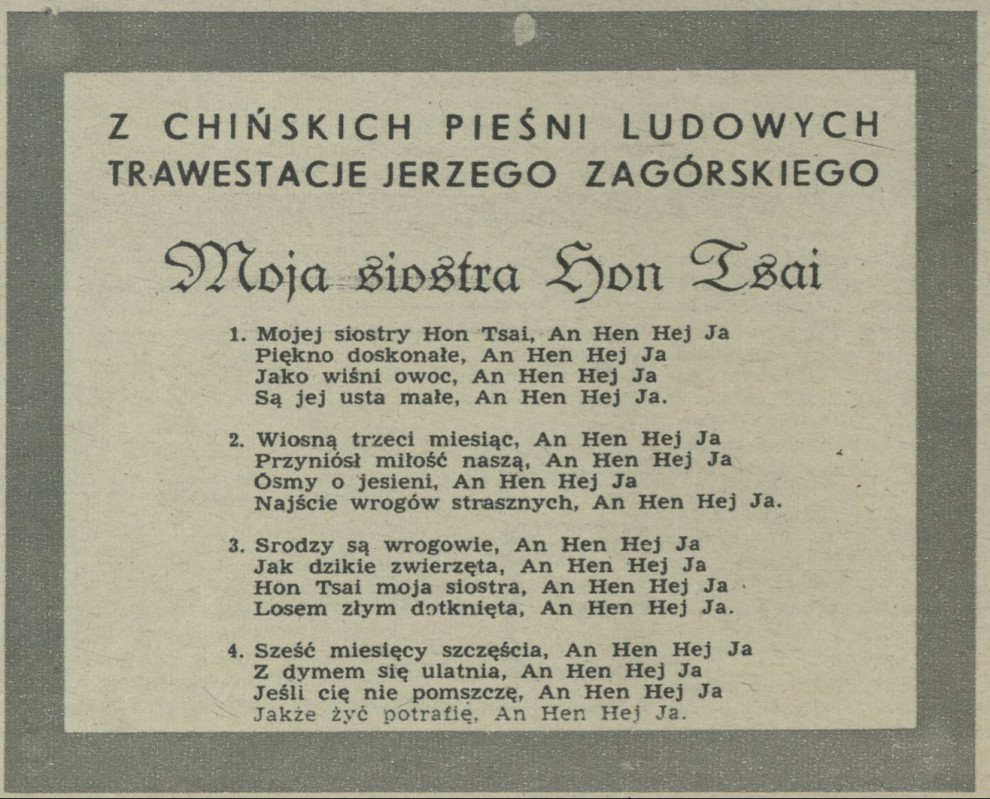 Z CHIŃSKICH PIEŚNI LUDOWYCH
TRAWESTACJE JERZEGO ZAGÓRSKIEGO
Moja siostra Hon Tsai
1. Mojej siostry Hon Tsai, An Hen Hej Ja
Piękno doskonałe, An Hen Hej Ja
Jako wiśni owoc, An Hen Hej Ja
Są jej usta małe, An Hen Hej Ja.
2. Wiosną trzeci miesiąc, An Hen Hej Ja
Przyniósł miłość naszą, An Hen Hej Ja
Ósmy o jesieni, An Hen Hej Ja
Najście wrogów strasznych, An Hen Hej Ja.
3. Srodzy są wrogowie, An Hen Hej Ja
Jak dzikie zwierzęta, An Hen Hej Ja
Hon Tsai moja siostra, An Hen Hej Ja
Losem złym dotknięta, An Hen Hej Ja.
4. Sześć miesięcy szczęścia, An Hen Hej Ja
Z dymem się ulatnia, An Hen Hej Ja
Jeśli cię nie pomszczę, An Hen Hej Ja
Jakże żyć potrafię, An Hen Hej Ja.